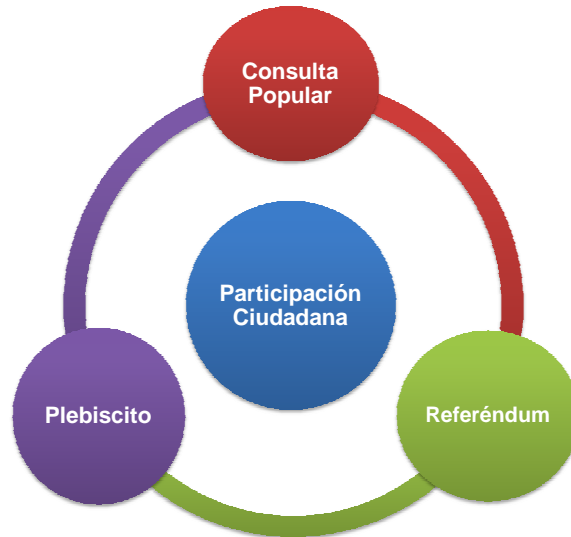 Consulta
Popular
Participación
Ciudadana
Plebiscito
Referéndum